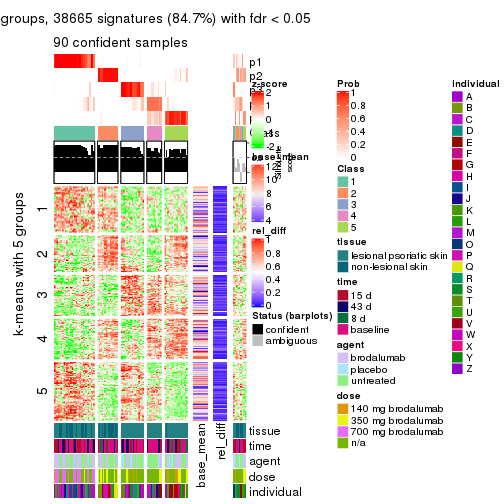 groups, 38665 signatures (84.7%) with fdr < 0.05
90 confident samples
p1
p2
p3
z-score
2
1
0
-1
-2
base_mean
12
10
8
6
4
rel_diff
1
0.8
0.6
0.4
0.2
0
Status (barplots)
confident
ambiguous
k-means with 5 groups
1
2
3
4
5
tissue
time
agent
dose
individual
base_mean
rel_diff
Prob
1
0.8
0.6
0.4
0.2
0
Class
1
2
3
4
5
tissue
lesional psoriatic skin
non-lesional skin
time
15 d
43 d
8 d
baseline
agent
brodalumab
placebo
untreated
dose
140 mg brodalumab
350 mg brodalumab
700 mg brodalumab
n/a
individual
A
B
C
D
E
F
G
H
I
J
K
L
M
O
P
Q
R
S
T
U
V
W
X
Y
Z